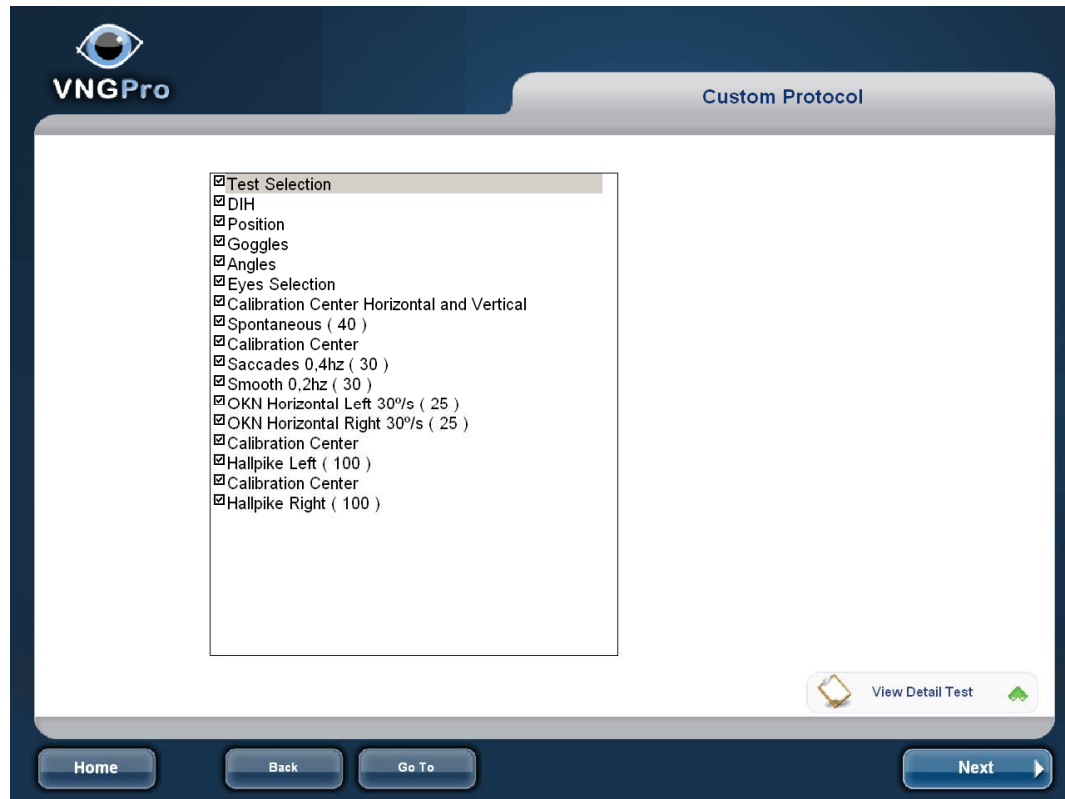 VNGPro
Custom Protocol
Test Selection
DIH
Position
Goggles
Angles
Eyes Selection
Calibration Center Horizontal and Vertical
Spontaneous ( 40 )
Calibration Center
Saccades 0,4hz ( 30 )
Smooth 0,2hz ( 30 )
OKN Horizontal Left 30º/s ( 25 )
OKN Horizontal Right 30º/s ( 25 )
Calibration Center
Hallpike Left ( 100 )
Calibration Center
Hallpike Right ( 100 )
View Detail Test
Home
Back
Go To
Next